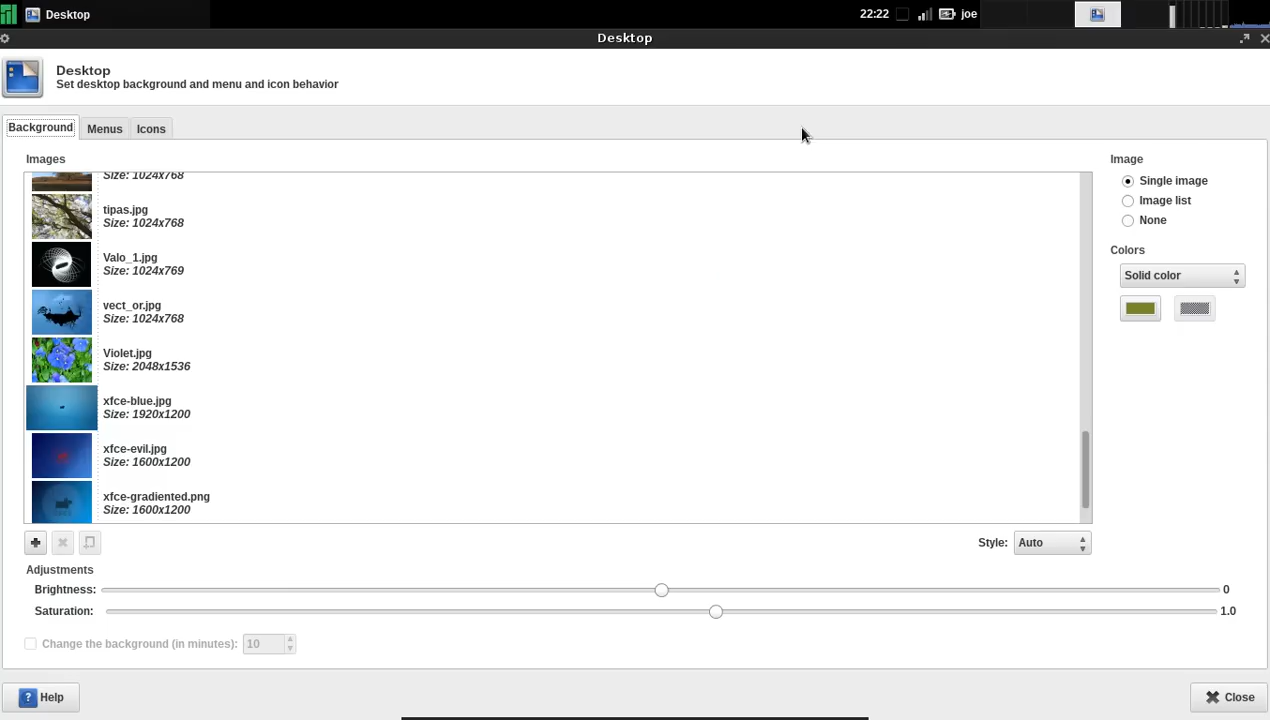 Desktop
22:22
joe
Desktop
Desktop
Set desktop background and menu and icon behavior
Background
Menus
Icons
Images
Size: 1024x768
tipas.jpg
Size: 1024x768
Valo_1.jpg
Size: 1024x769
vect_or.jpg
Size: 1024x768
Violet.jpg
Size: 2048x1536
xfce-blue.jpg
Size: 1920x1200
xfce-evil.jpg
Size: 1600x1200
xfce-gradiented.png
Size: 1600x1200
Image
Single image
Image list
None
Colors
Solid color
Style: Auto
Adjustments
Brightness: 0
Saturation: 1.0
Change the background (in minutes): 10
? Help
Close